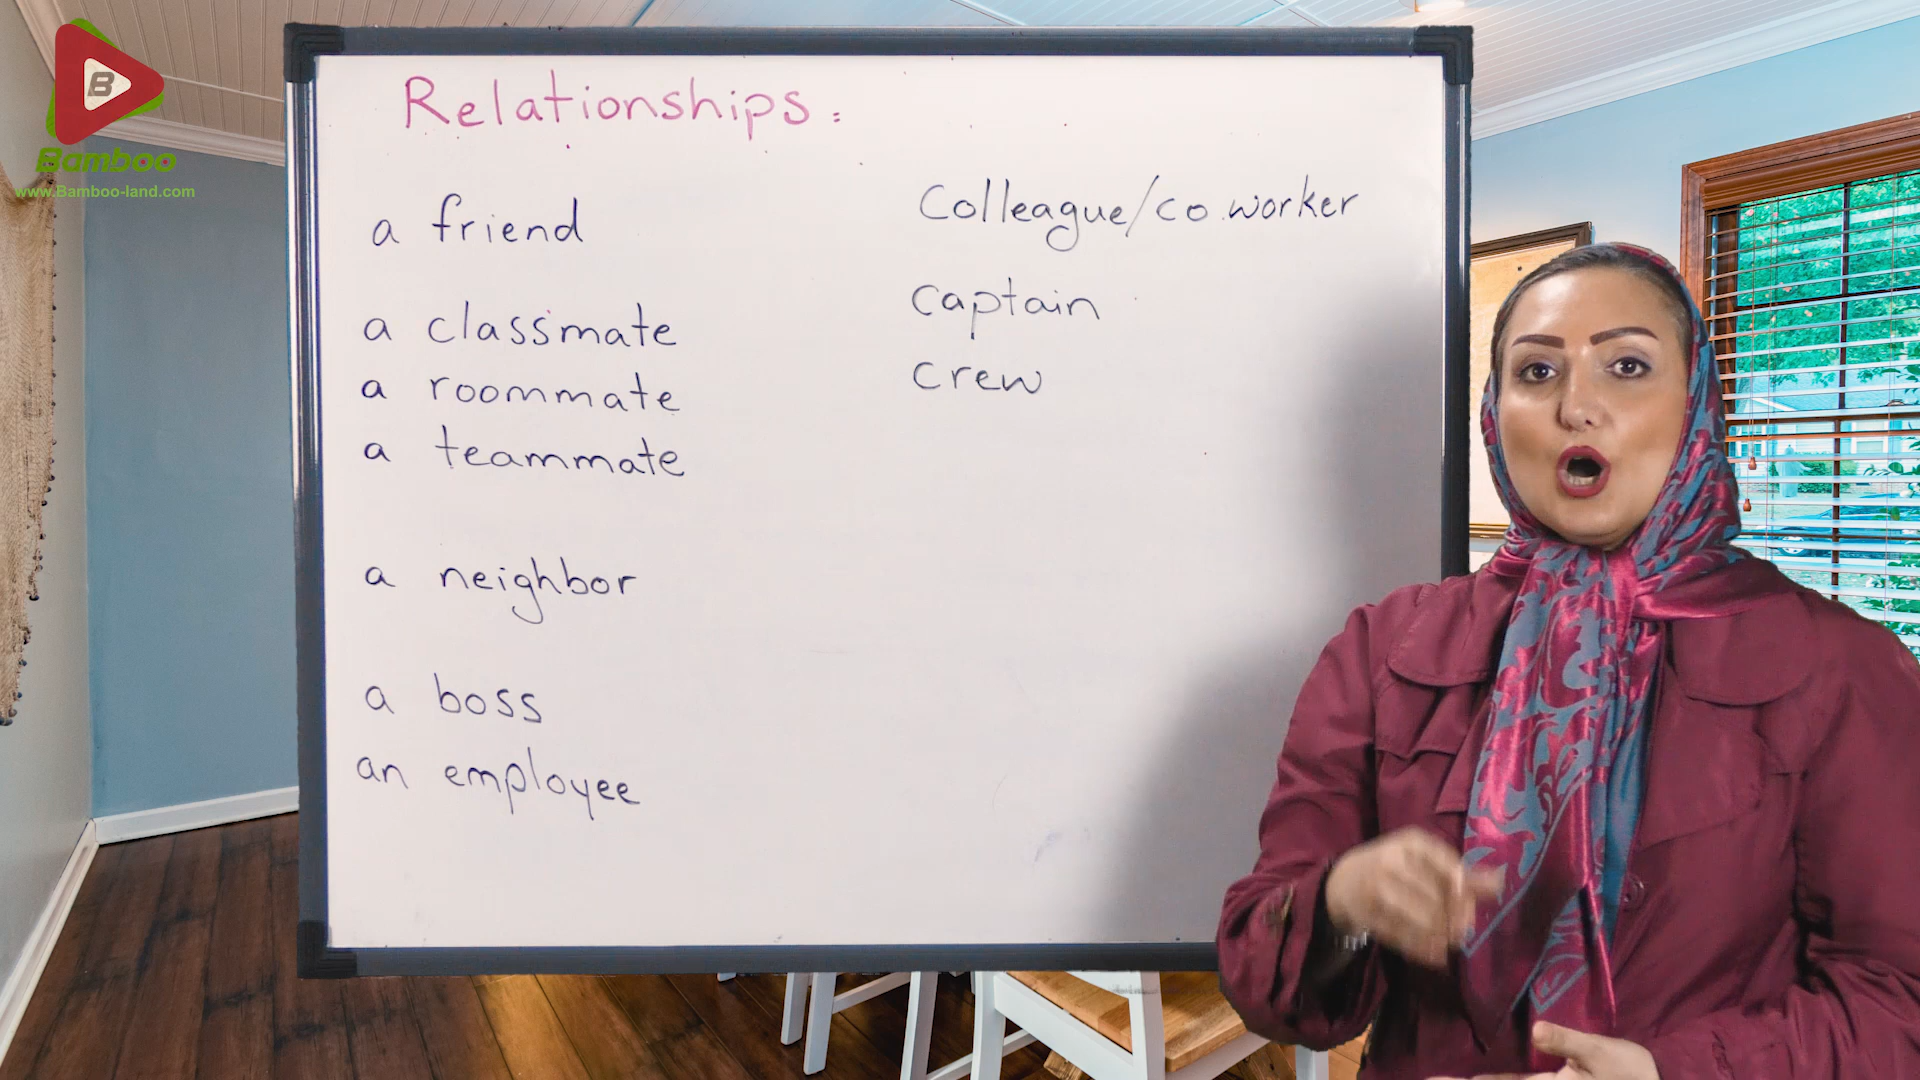 B
Bamboo
www.Bamboo-land.com
Relationships:
a friend
a classmate
a roommate
a teammate
a neighbor
a boss
an employee
Colleague/co.worker
captain
crew